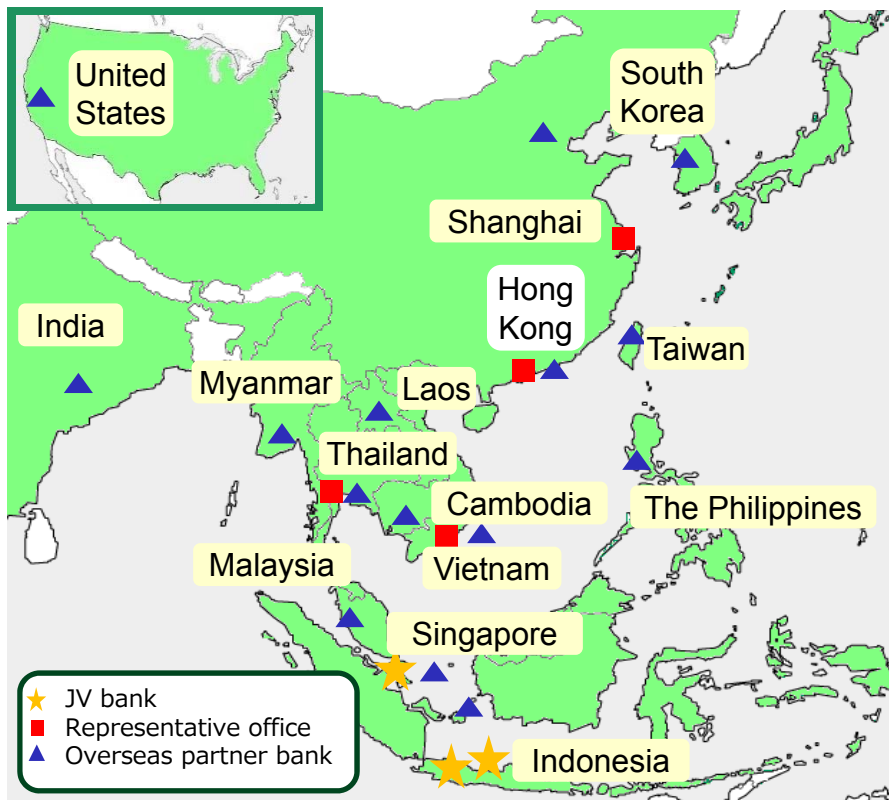 United
States
South
Korea
Shanghai
Hong
Kong
India
Taiwan
Myanmar
Laos
Thailand
Cambodia
The Philippines
Malaysia
Vietnam
Singapore
JV bank
Representative office
Overseas partner bank
Indonesia